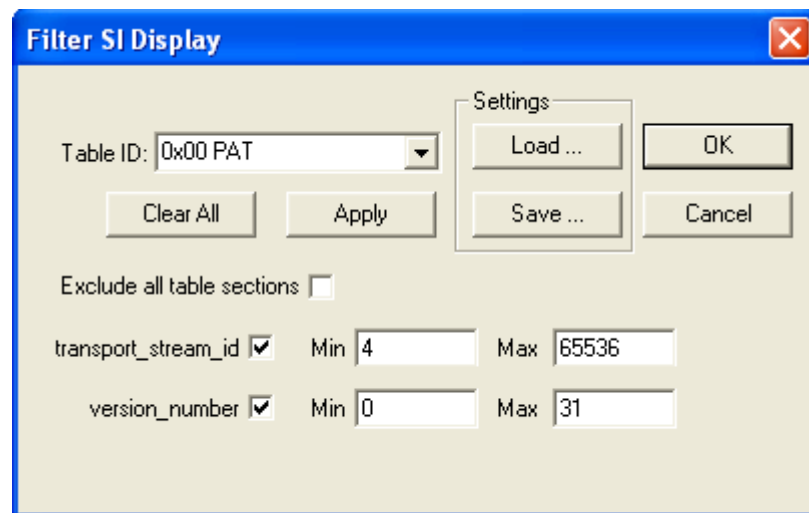 Filter SI Display
Settings
Table ID: 0x00 PAT Load ... OK
Clear All Apply Save ... Cancel
Exclude all table sections
transport_stream_id Min 4 Max 65536
version_number Min 0 Max 31